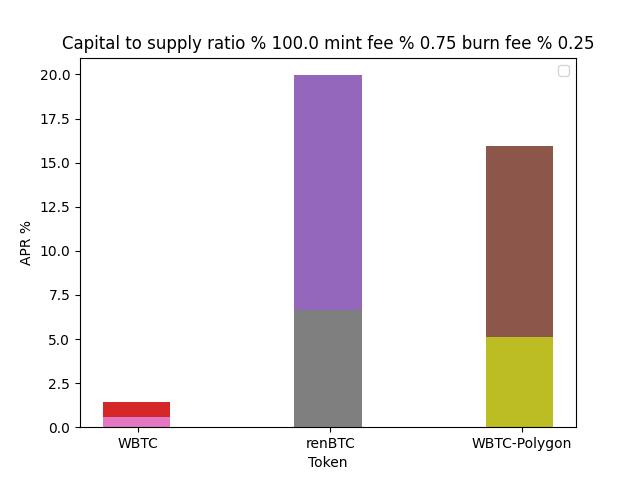 Capital to supply ratio % 100.0 mint fee % 0.75 burn fee % 0.25
20.0
17.5
15.0
12.5
10.0
7.5
5.0
2.5
0.0
APR %
WBTC renBTC WBTC-Polygon
Token